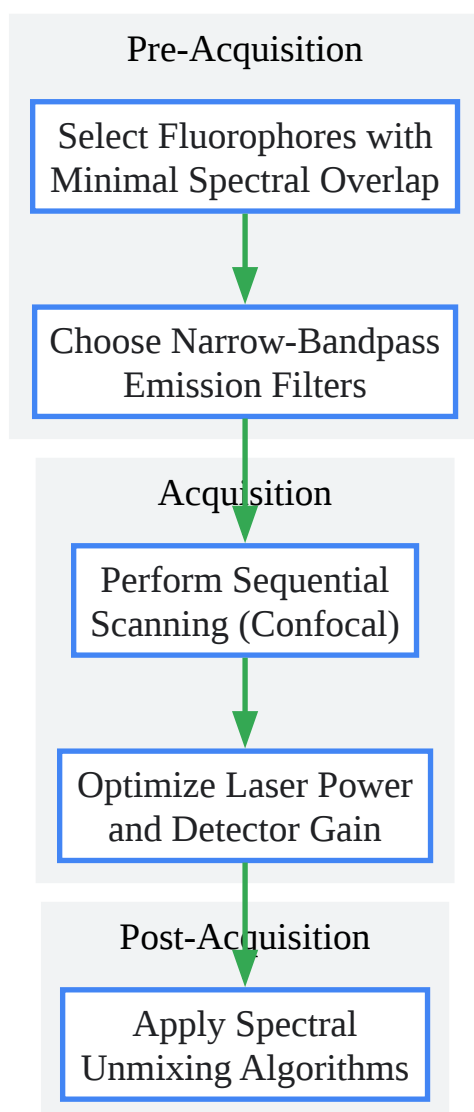 Pre-Acquisition
Select Fluorophores with
Minimal Spectral Overlap
Choose Narrow-Bandpass
Emission Filters
Acquisition
Perform Sequential
Scanning (Confocal)
Optimize Laser Power
and Detector Gain
Post-Acquisition
Apply Spectral
Unmixing Algorithms